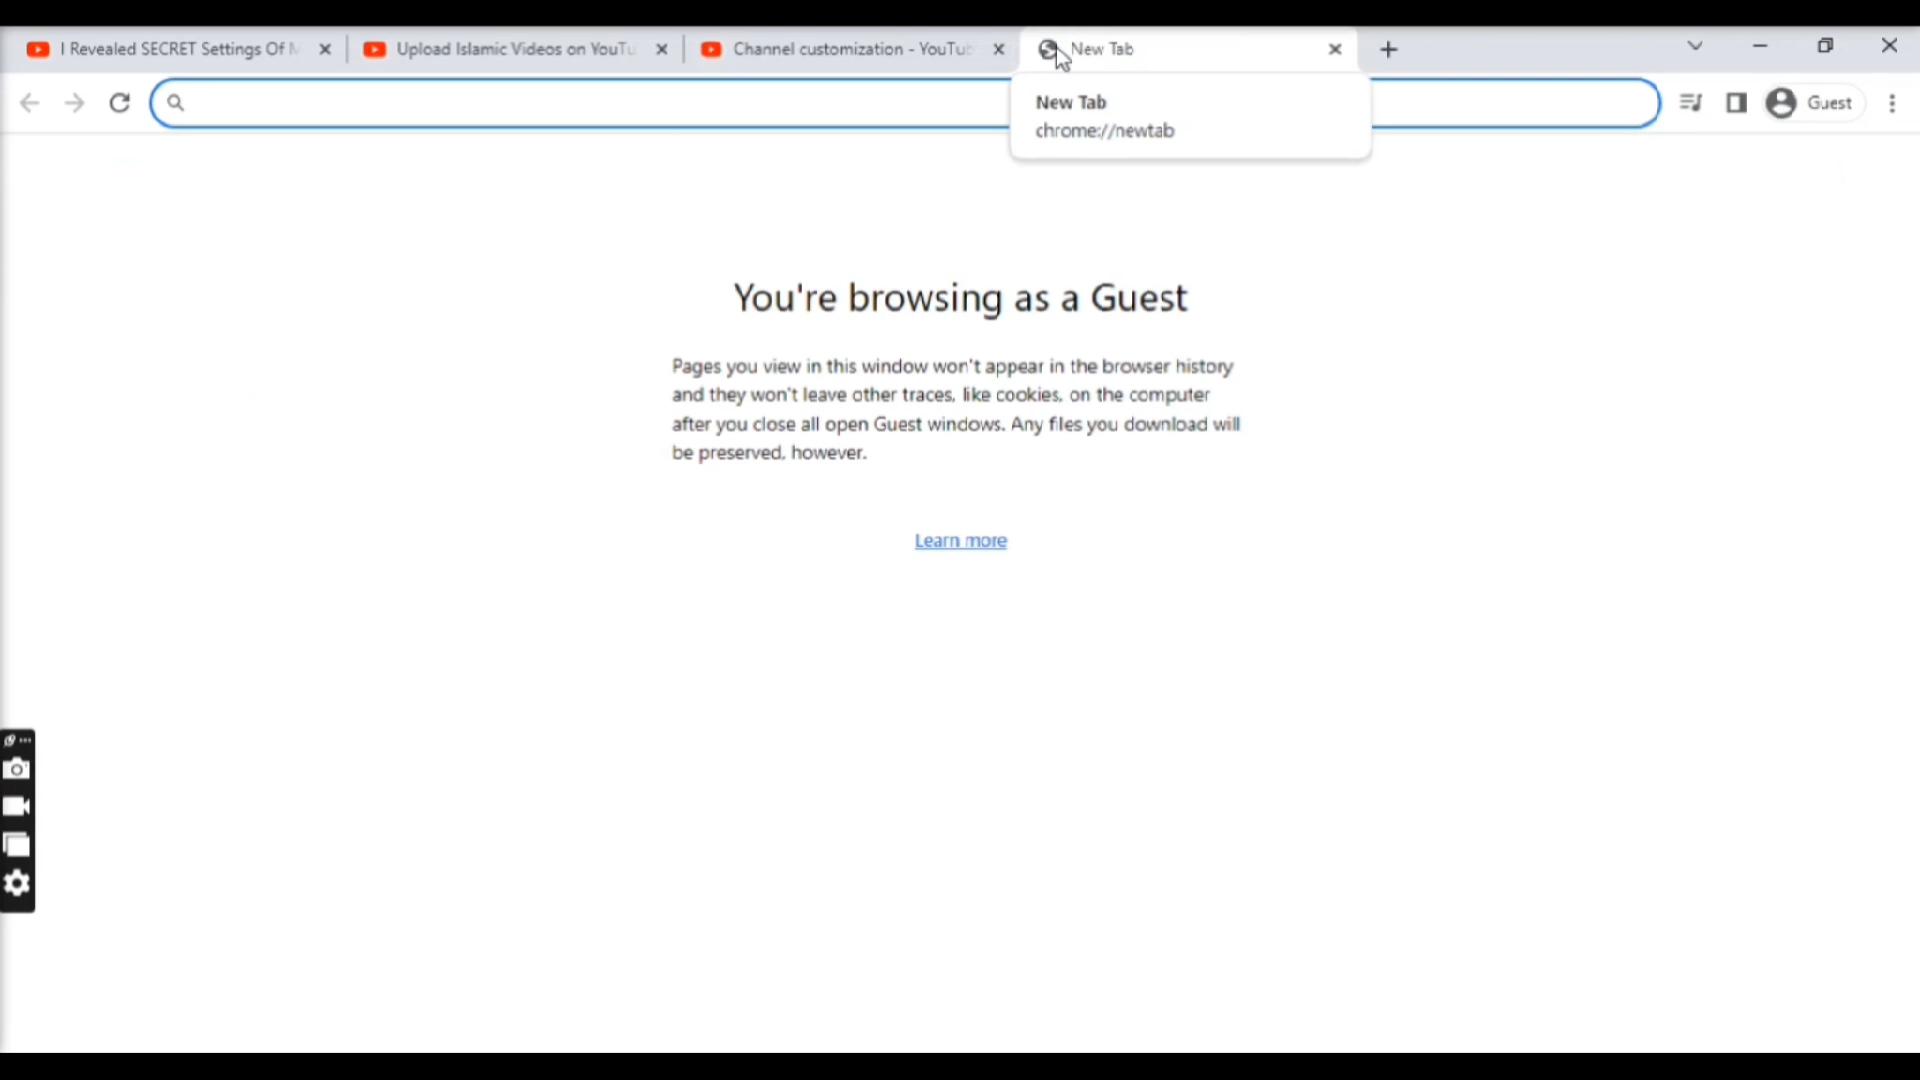 I Revealed SECRET Settings Of
Upload Islamic Videos on YouTu
Channel customization - YouTub
New Tab
New Tab
chrome://newtab
Guest
You're browsing as a Guest
Pages you view in this window won't appear in the browser history
and they won't leave other traces, like cookies, on the computer
after you close all open Guest windows. Any files you download will
be preserved, however.
Learn more